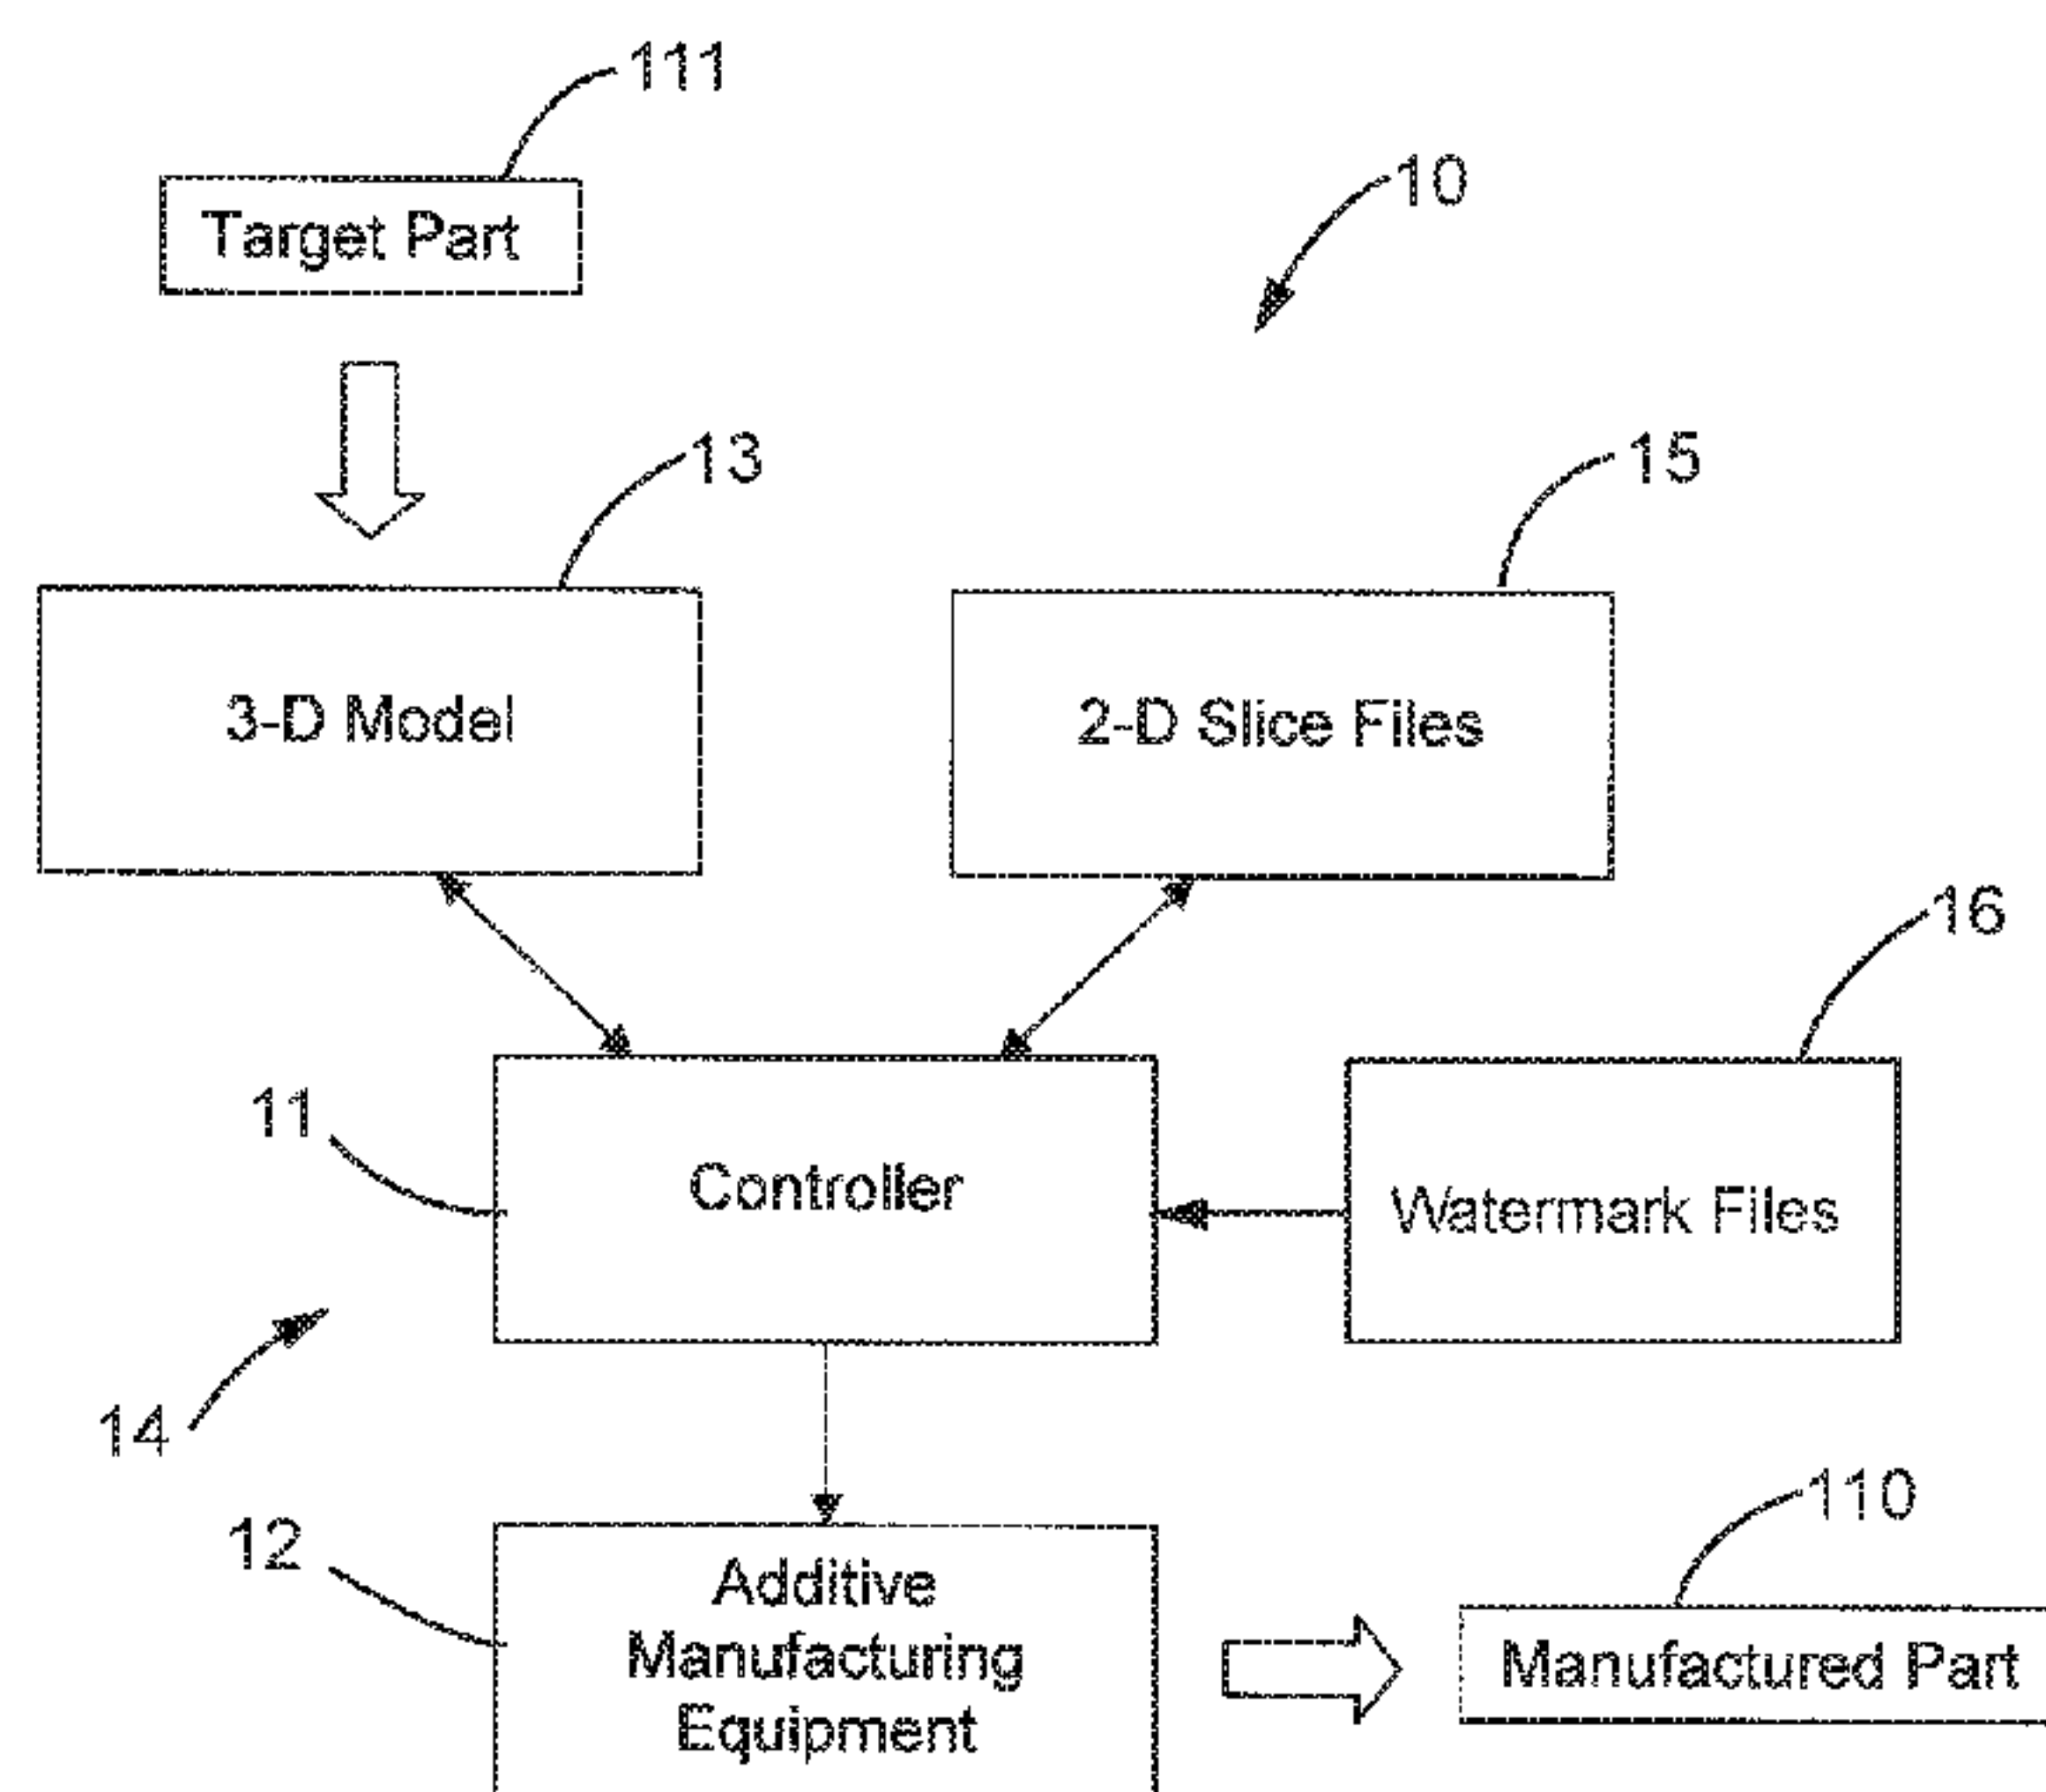 111
10
Target Part
13
15
3-D Model
2-D Slice Files
16
11
Controller
Watermark Files
14
110
12
Additive
Manufacturing
Equipment
Manufactured Part